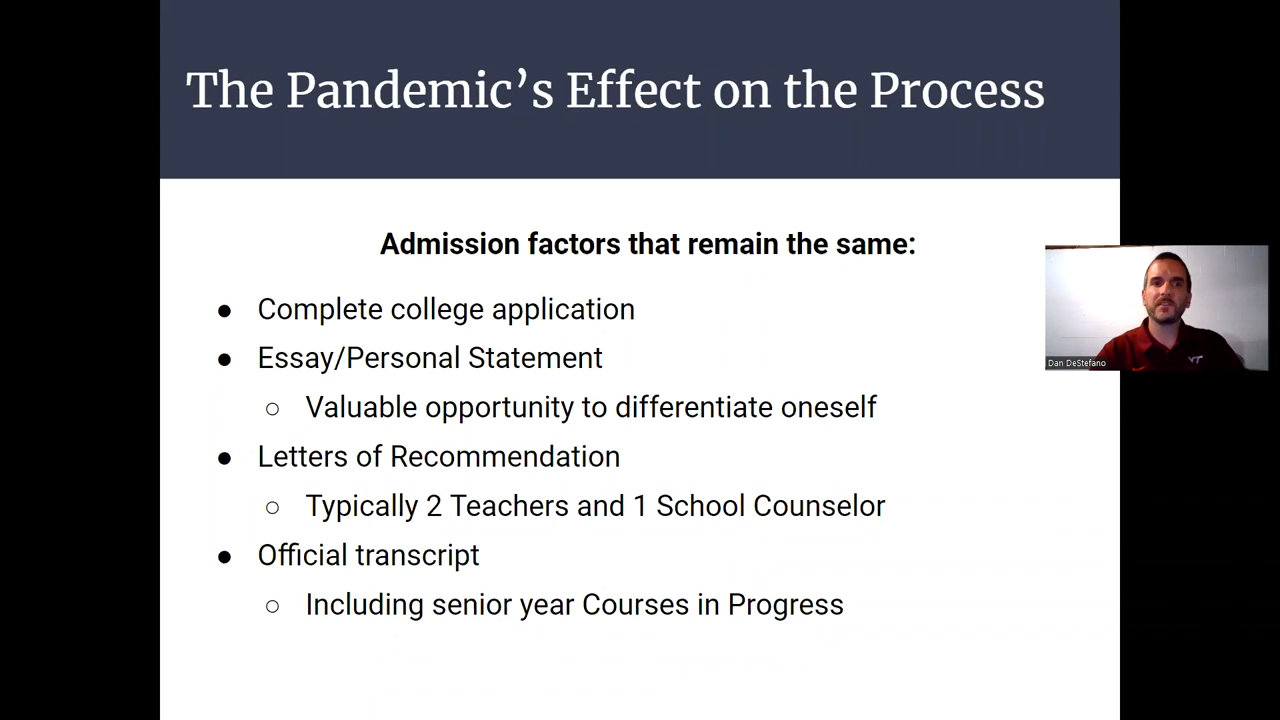 The Pandemic’s Effect on the Process
Admission factors that remain the same:
● Complete college application
● Essay/Personal Statement
○ Valuable opportunity to differentiate oneself
● Letters of Recommendation
○ Typically 2 Teachers and 1 School Counselor
● Official transcript
○ Including senior year Courses in Progress
VT
Dan DeStefano